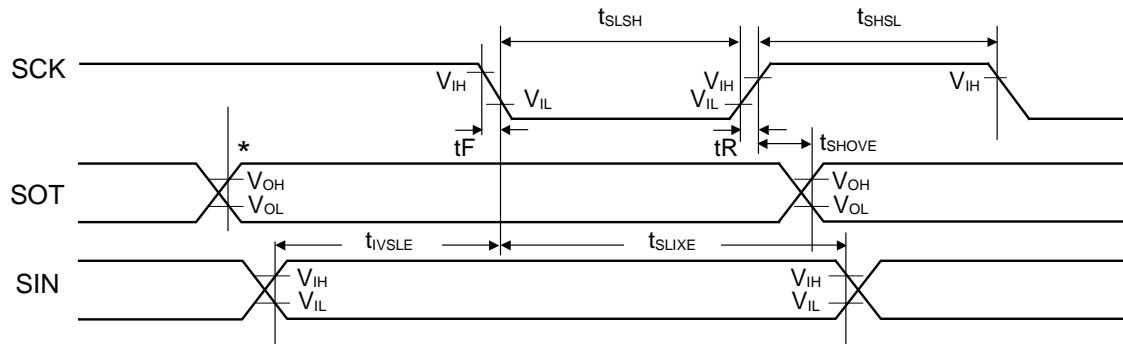 tSLSH tSHSL
SCK VIH VIL VIH VIL VIH
tF tR tSHOVE
*
SOT VOH VOL VOH VOL
tIVSLE tSLIXE
SIN VIH VIL VIH VIL